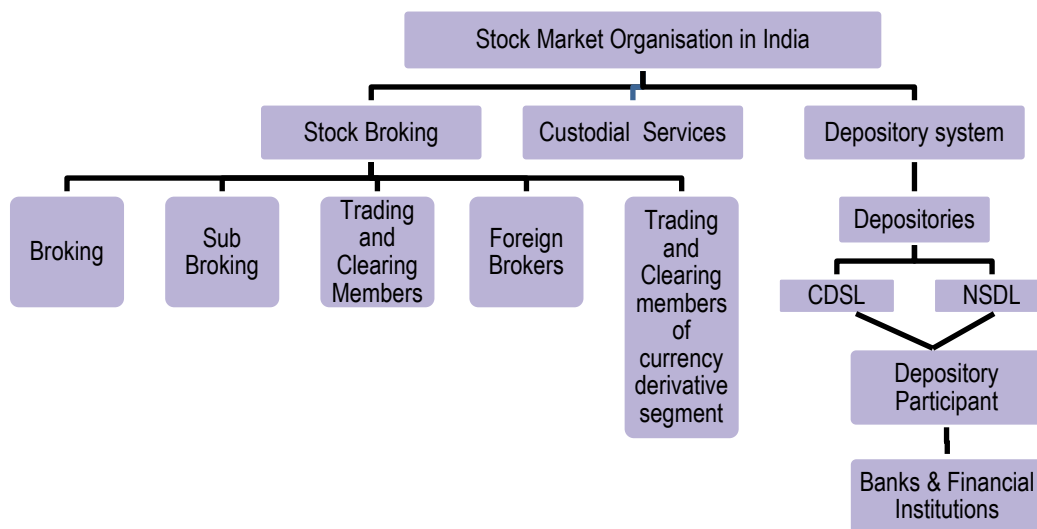 Stock Market Organisation in India
Stock Broking
Custodial Services
Depository system
Broking
Sub
Broking
Trading
and
Clearing
Members
Foreign
Brokers
Trading
and
Clearing
members
of
currency
derivative
segment
Depositories
CDSL
NSDL
Depository
Participant
Banks & Financial
Institutions